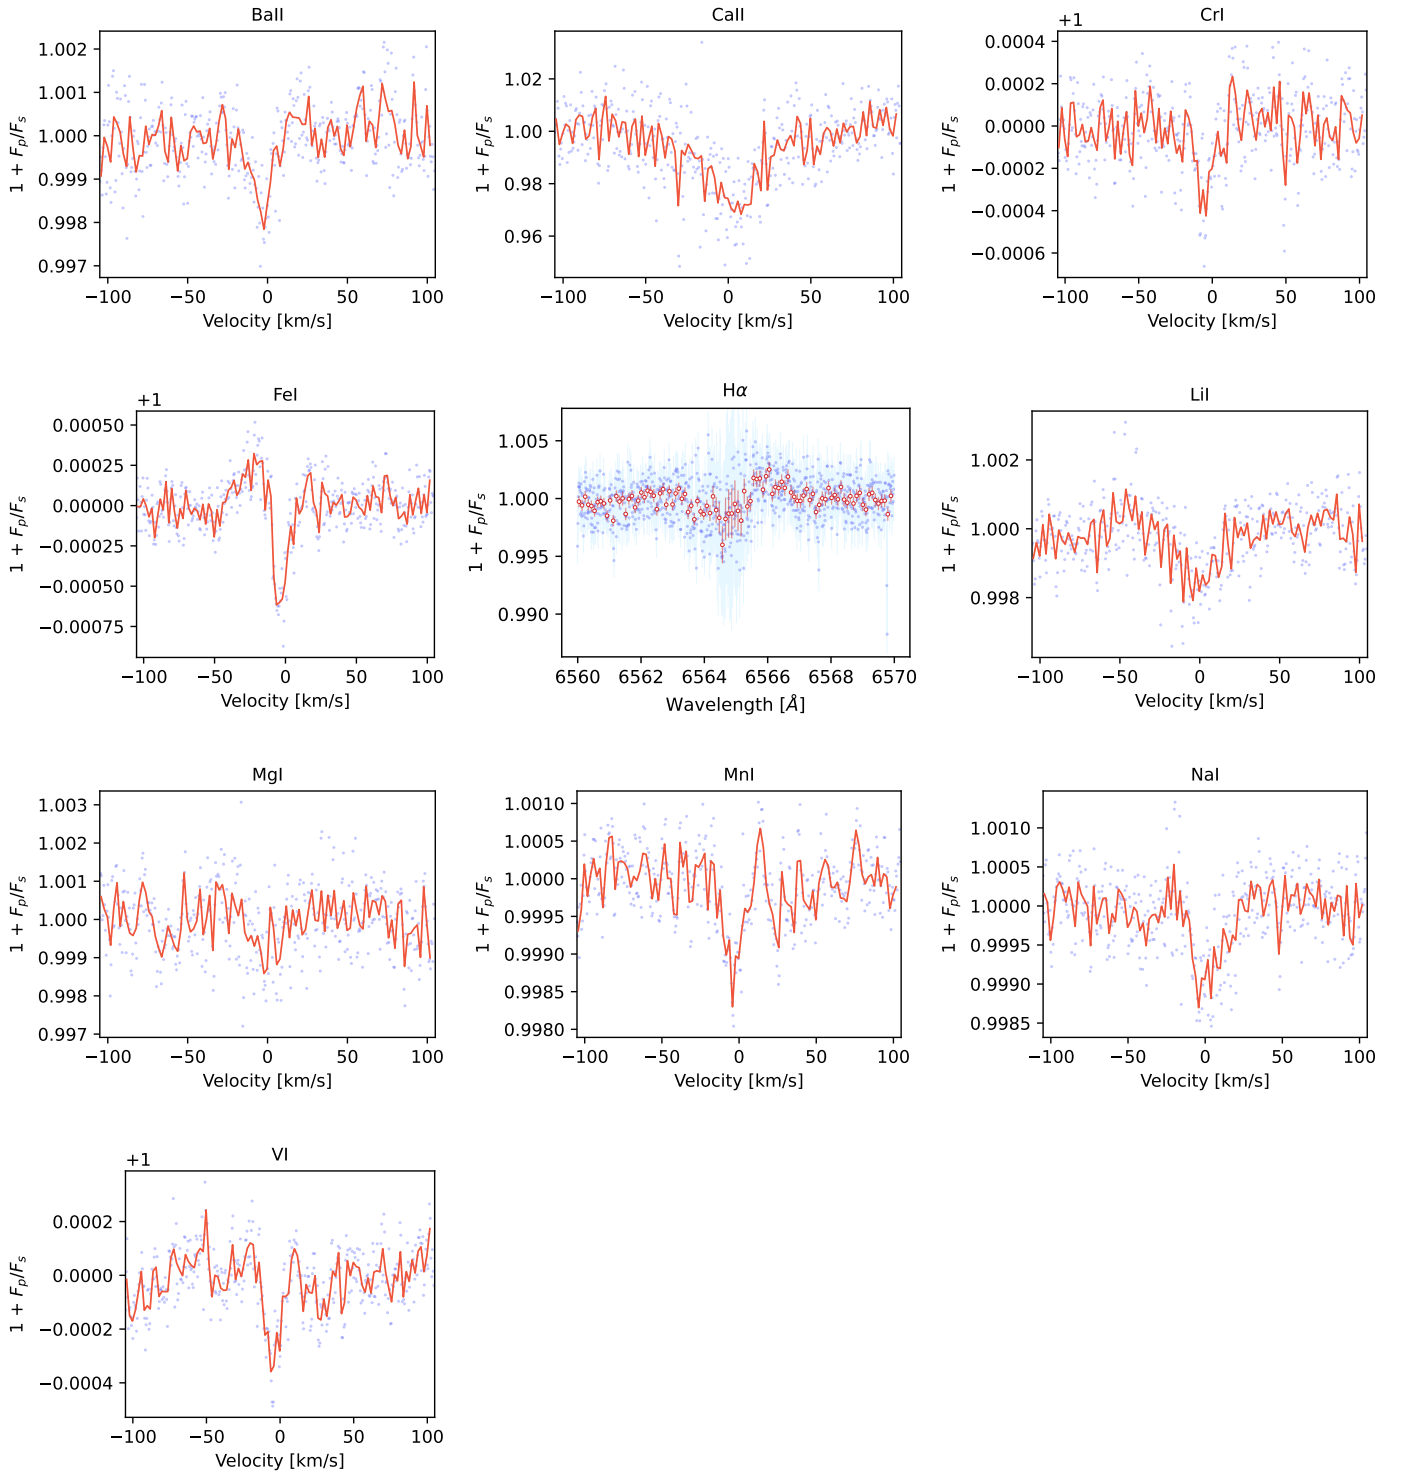 BaII
1.002
1.001
1.000
0.999
0.998
0.997
1 + Fp/Fs
−100 −50 0 50 100
Velocity [km/s]
CaII
1.02
1.00
0.98
0.96
1 + Fp/Fs
−100 −50 0 50 100
Velocity [km/s]
CrI
+1
0.0004
0.0002
0.0000
−0.0002
−0.0004
−0.0006
1 + Fp/Fs
−100 −50 0 50 100
Velocity [km/s]
FeI
+1
0.00050
0.00025
0.00000
−0.00025
−0.00050
−0.00075
1 + Fp/Fs
−100 −50 0 50 100
Velocity [km/s]
Hα
1.005
1.000
0.995
0.990
1 + Fp/Fs
6560 6562 6564 6566 6568 6570
Wavelength [Å]
LiI
1.002
1.000
0.998
1 + Fp/Fs
−100 −50 0 50 100
Velocity [km/s]
MgI
1.003
1.002
1.001
1.000
0.999
0.998
0.997
1 + Fp/Fs
−100 −50 0 50 100
Velocity [km/s]
MnI
1.0010
1.0005
1.0000
0.9995
0.9990
0.9985
0.9980
1 + Fp/Fs
−100 −50 0 50 100
Velocity [km/s]
NaI
1.0010
1.0005
1.0000
0.9995
0.9990
0.9985
1 + Fp/Fs
−100 −50 0 50 100
Velocity [km/s]
VI
+1
0.0002
0.0000
−0.0002
−0.0004
1 + Fp/Fs
−100 −50 0 50 100
Velocity [km/s]